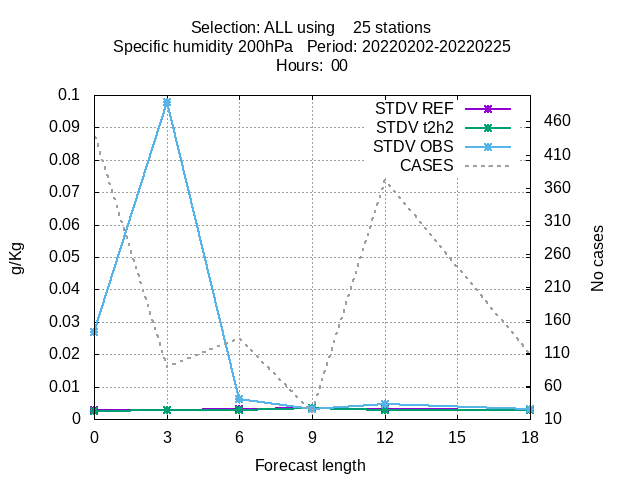 Selection: ALL using    25 stations
Specific humidity 200hPa   Period: 20220202-20220225
Hours:  00
STDV REF
STDV t2h2
STDV OBS
CASES
0.1
0.09
0.08
0.07
0.06
0.05
0.04
0.03
0.02
0.01
0
g/Kg
460
410
360
310
260
210
160
110
60
10
No cases
0 3 6 9 12 15 18
Forecast length